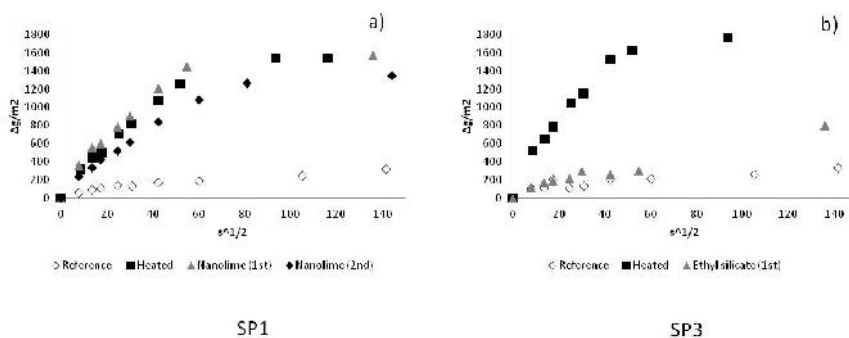 a)
1800
1600
1400
1200
1000
800
600
400
200
0
Δg/m2
0 20 40 60 80 100 120 140
s^1/2
Reference Heated Nanolime (1st) Nanolime (2nd)
SP1
b)
1800
1600
1400
1200
1000
800
600
400
200
0
Δg/m2
0 20 40 60 80 100 120 140
s^1/2
Reference Heated Ethyl silicate (1st)
SP3